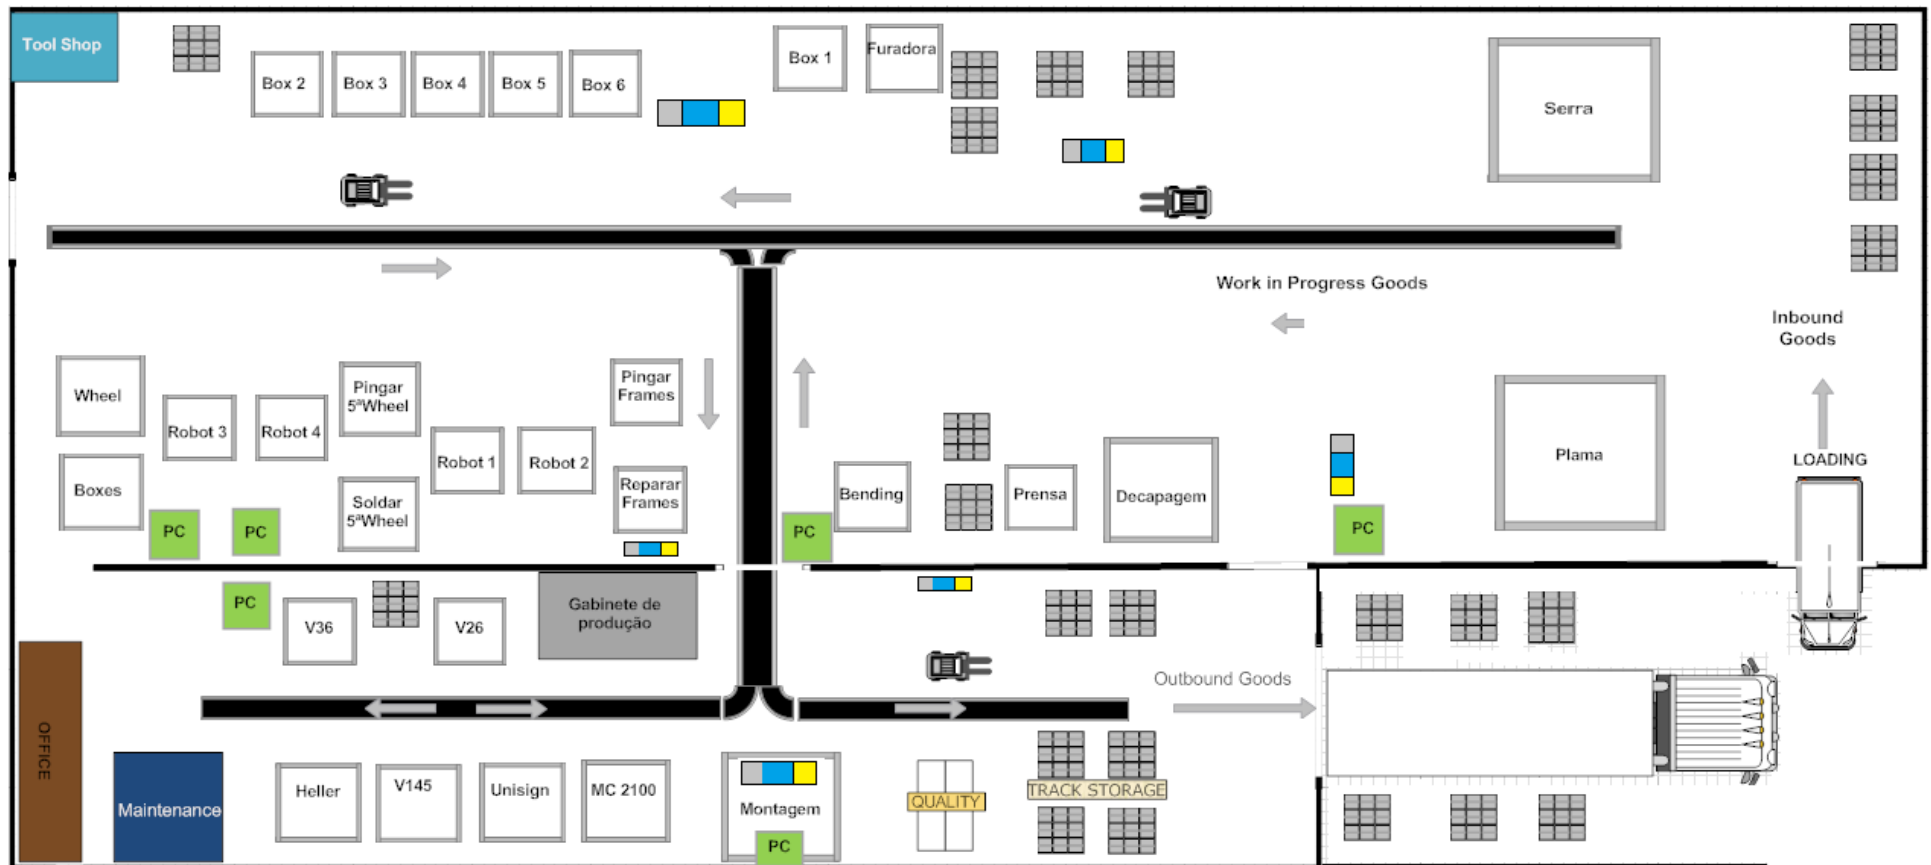 Tool Shop
Box 2
Box 3
Box 4
Box 5
Box 6
Box 1
Furadora
Serra
Work in Progress Goods
Inbound
Goods
LOADING
Wheel
Boxes
Robot 3
Robot 4
Pingar
5ªWheel
Soldar
5ªWheel
Robot 1
Robot 2
Pingar
Frames
Reparar
Frames
PC
PC
PC
Bending
Prensa
Decapagem
PC
Plama
PC
V36
V26
Gabinete de
produção
Outbound Goods
OFFICE
Maintenance
Heller
V145
Unisign
MC 2100
Montagem
PC
QUALITY
TRACK STORAGE